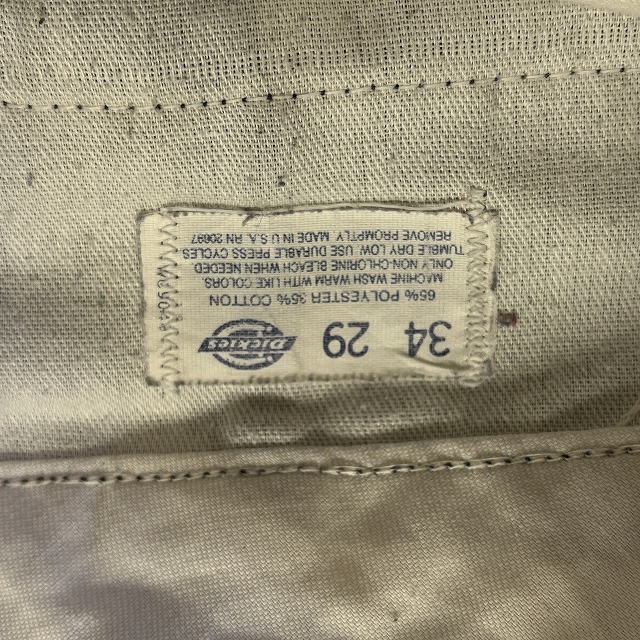 34 29 Dickies
65% POLYESTER 35% COTTON
MACHINE WASH WARM WITH LIKE COLORS.
ONLY NON-CHLORINE BLEACH WHEN NEEDED.
TUMBLE DRY LOW. USE DURABLE PRESS CYCLES
REMOVE PROMPTLY. MADE IN U.S.A. RN 20697